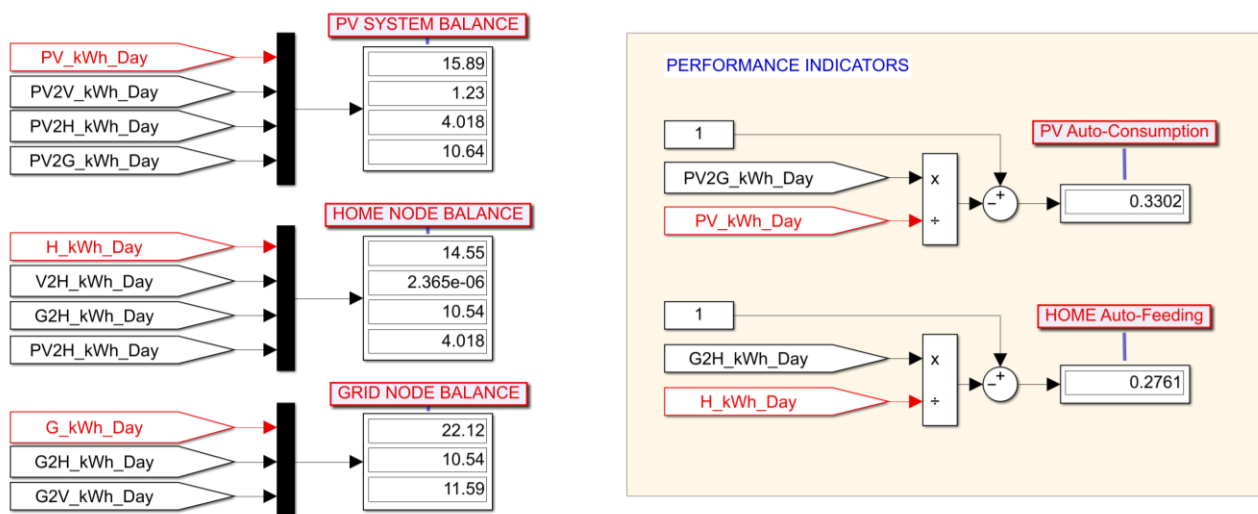 PV SYSTEM BALANCE
PV_kWh_Day
PV2V_kWh_Day
PV2H_kWh_Day
PV2G_kWh_Day
15.89
1.23
4.018
10.64
HOME NODE BALANCE
H_kWh_Day
V2H_kWh_Day
G2H_kWh_Day
PV2H_kWh_Day
14.55
2.365e-06
10.54
4.018
GRID NODE BALANCE
G_kWh_Day
G2H_kWh_Day
G2V_kWh_Day
22.12
10.54
11.59
PERFORMANCE INDICATORS
1
PV2G_kWh_Day
PV_kWh_Day
x
÷
−
+
PV Auto-Consumption
0.3302
1
G2H_kWh_Day
H_kWh_Day
x
÷
−
+
HOME Auto-Feeding
0.2761